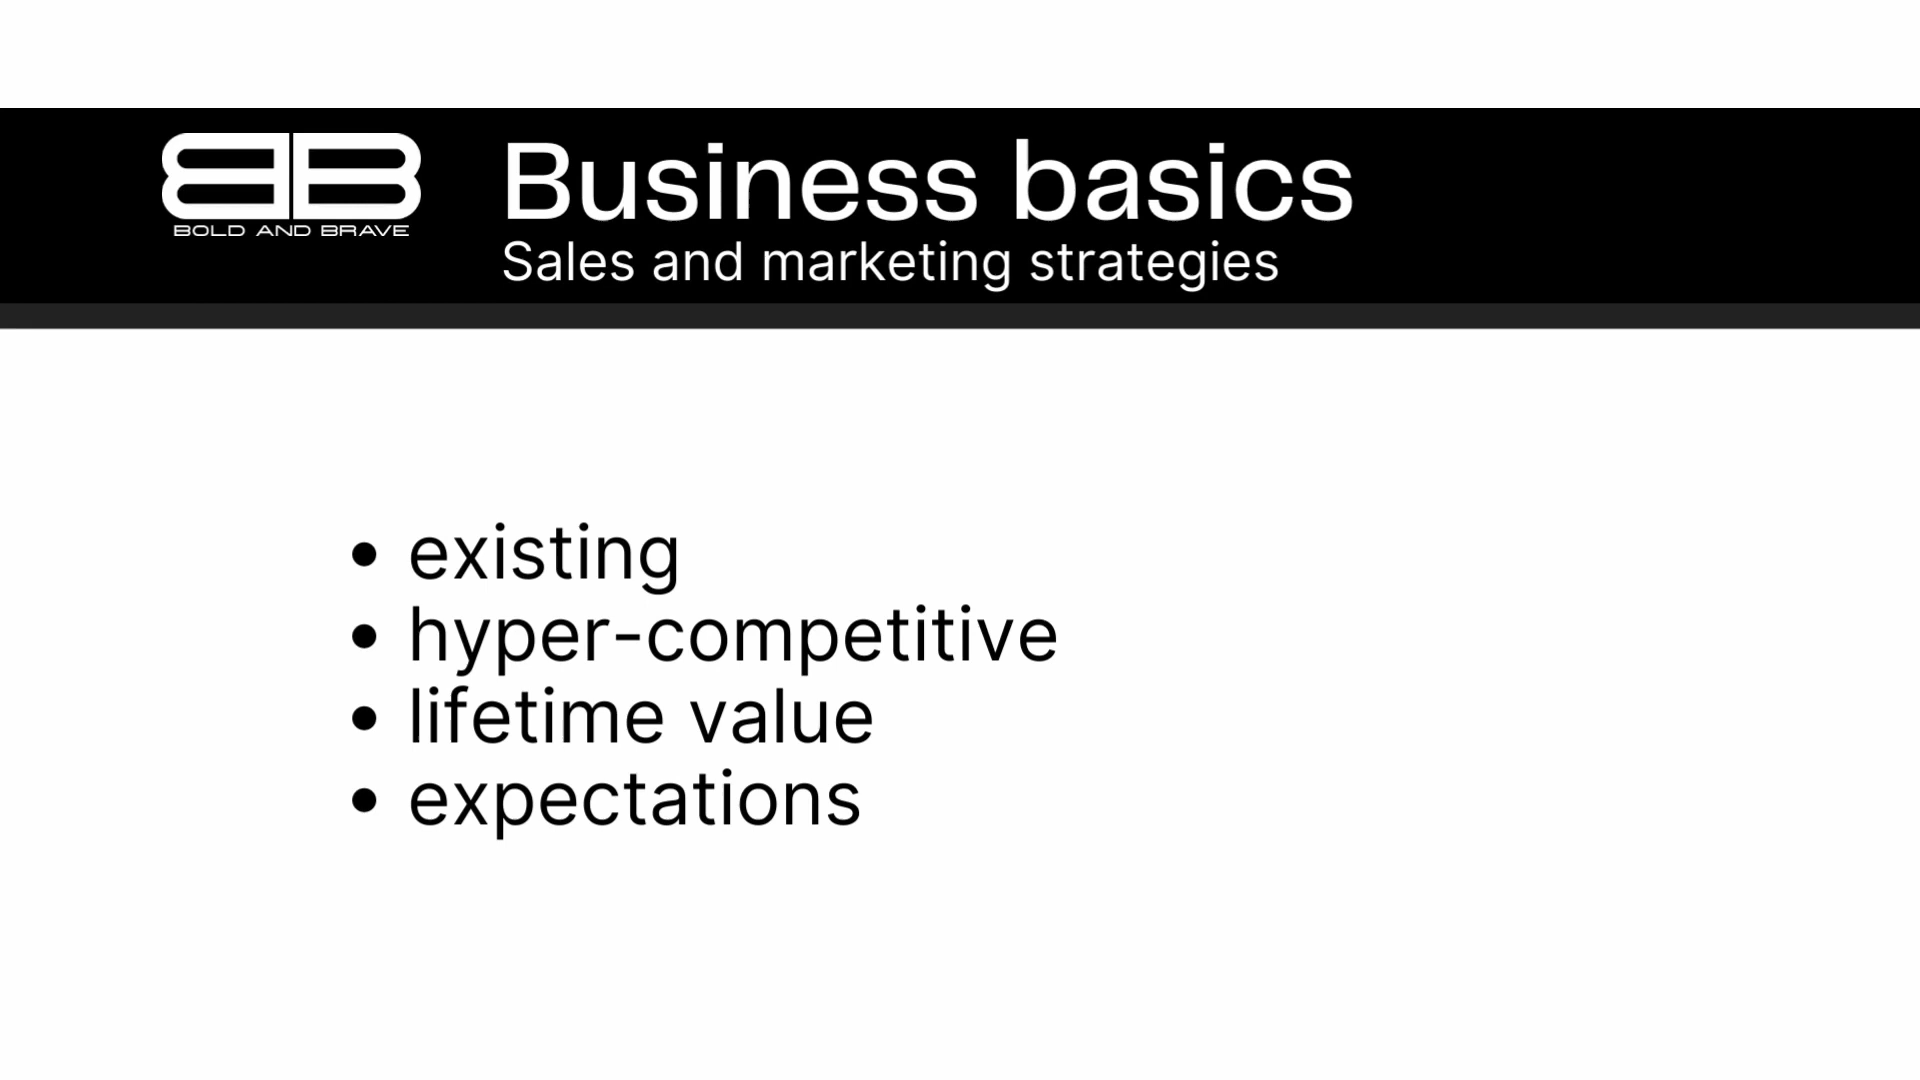 BB
BOLD AND BRAVE
Business basics
Sales and marketing strategies
• existing
• hyper-competitive
• lifetime value
• expectations